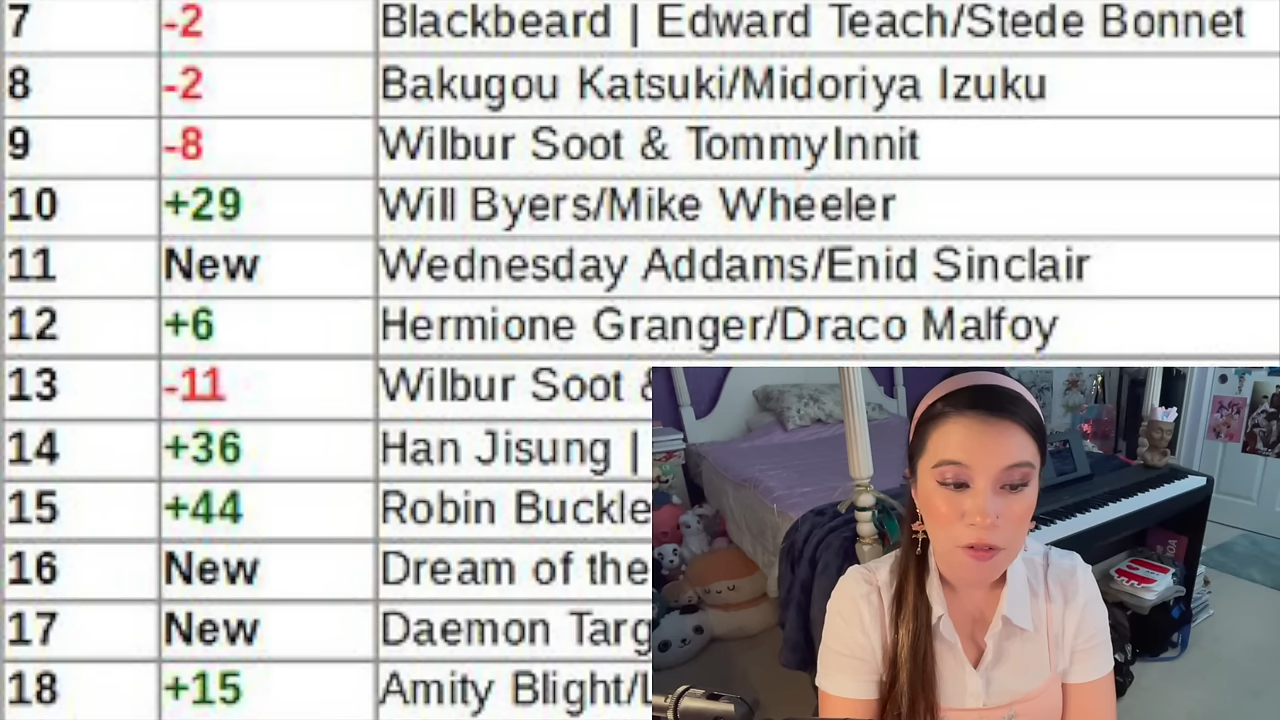 7 -2 Blackbeard | Edward Teach/Stede Bonnet
8 -2 Bakugou Katsuki/Midoriya Izuku
9 -8 Wilbur Soot & TommyInnit
10 +29 Will Byers/Mike Wheeler
11 New Wednesday Addams/Enid Sinclair
12 +6 Hermione Granger/Draco Malfoy
13 -11 Wilbur Soot &
14 +36 Han Jisung |
15 +44 Robin Buckle
16 New Dream of the
17 New Daemon Targ
18 +15 Amity Blight/L